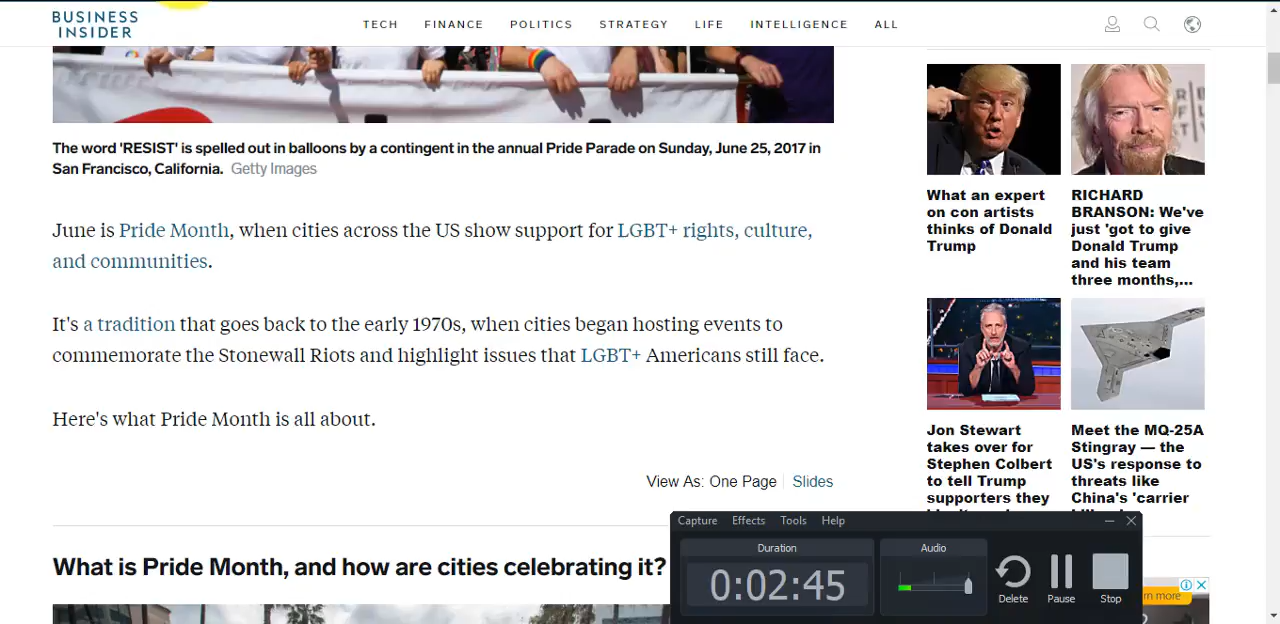 BUSINESS
INSIDER
TECH FINANCE POLITICS STRATEGY LIFE INTELLIGENCE ALL
The word 'RESIST' is spelled out in balloons by a contingent in the annual Pride Parade on Sunday, June 25, 2017 in
San Francisco, California. Getty Images
June is Pride Month, when cities across the US show support for LGBT+ rights, culture,
and communities.
It's a tradition that goes back to the early 1970s, when cities began hosting events to
commemorate the Stonewall Riots and highlight issues that LGBT+ Americans still face.
Here's what Pride Month is all about.
View As: One Page Slides
What is Pride Month, and how are cities celebrating it?
What an expert
on con artists
thinks of Donald
Trump
RICHARD
BRANSON: We've
just 'got to give
Donald Trump
and his team
three months,...
Jon Stewart
takes over for
Stephen Colbert
to tell Trump
supporters they
Meet the MQ-25A
Stingray — the
US's response to
threats like
China's 'carrier
Capture Effects Tools Help
Duration
0:02:45
Audio
Delete
Pause
Stop
more